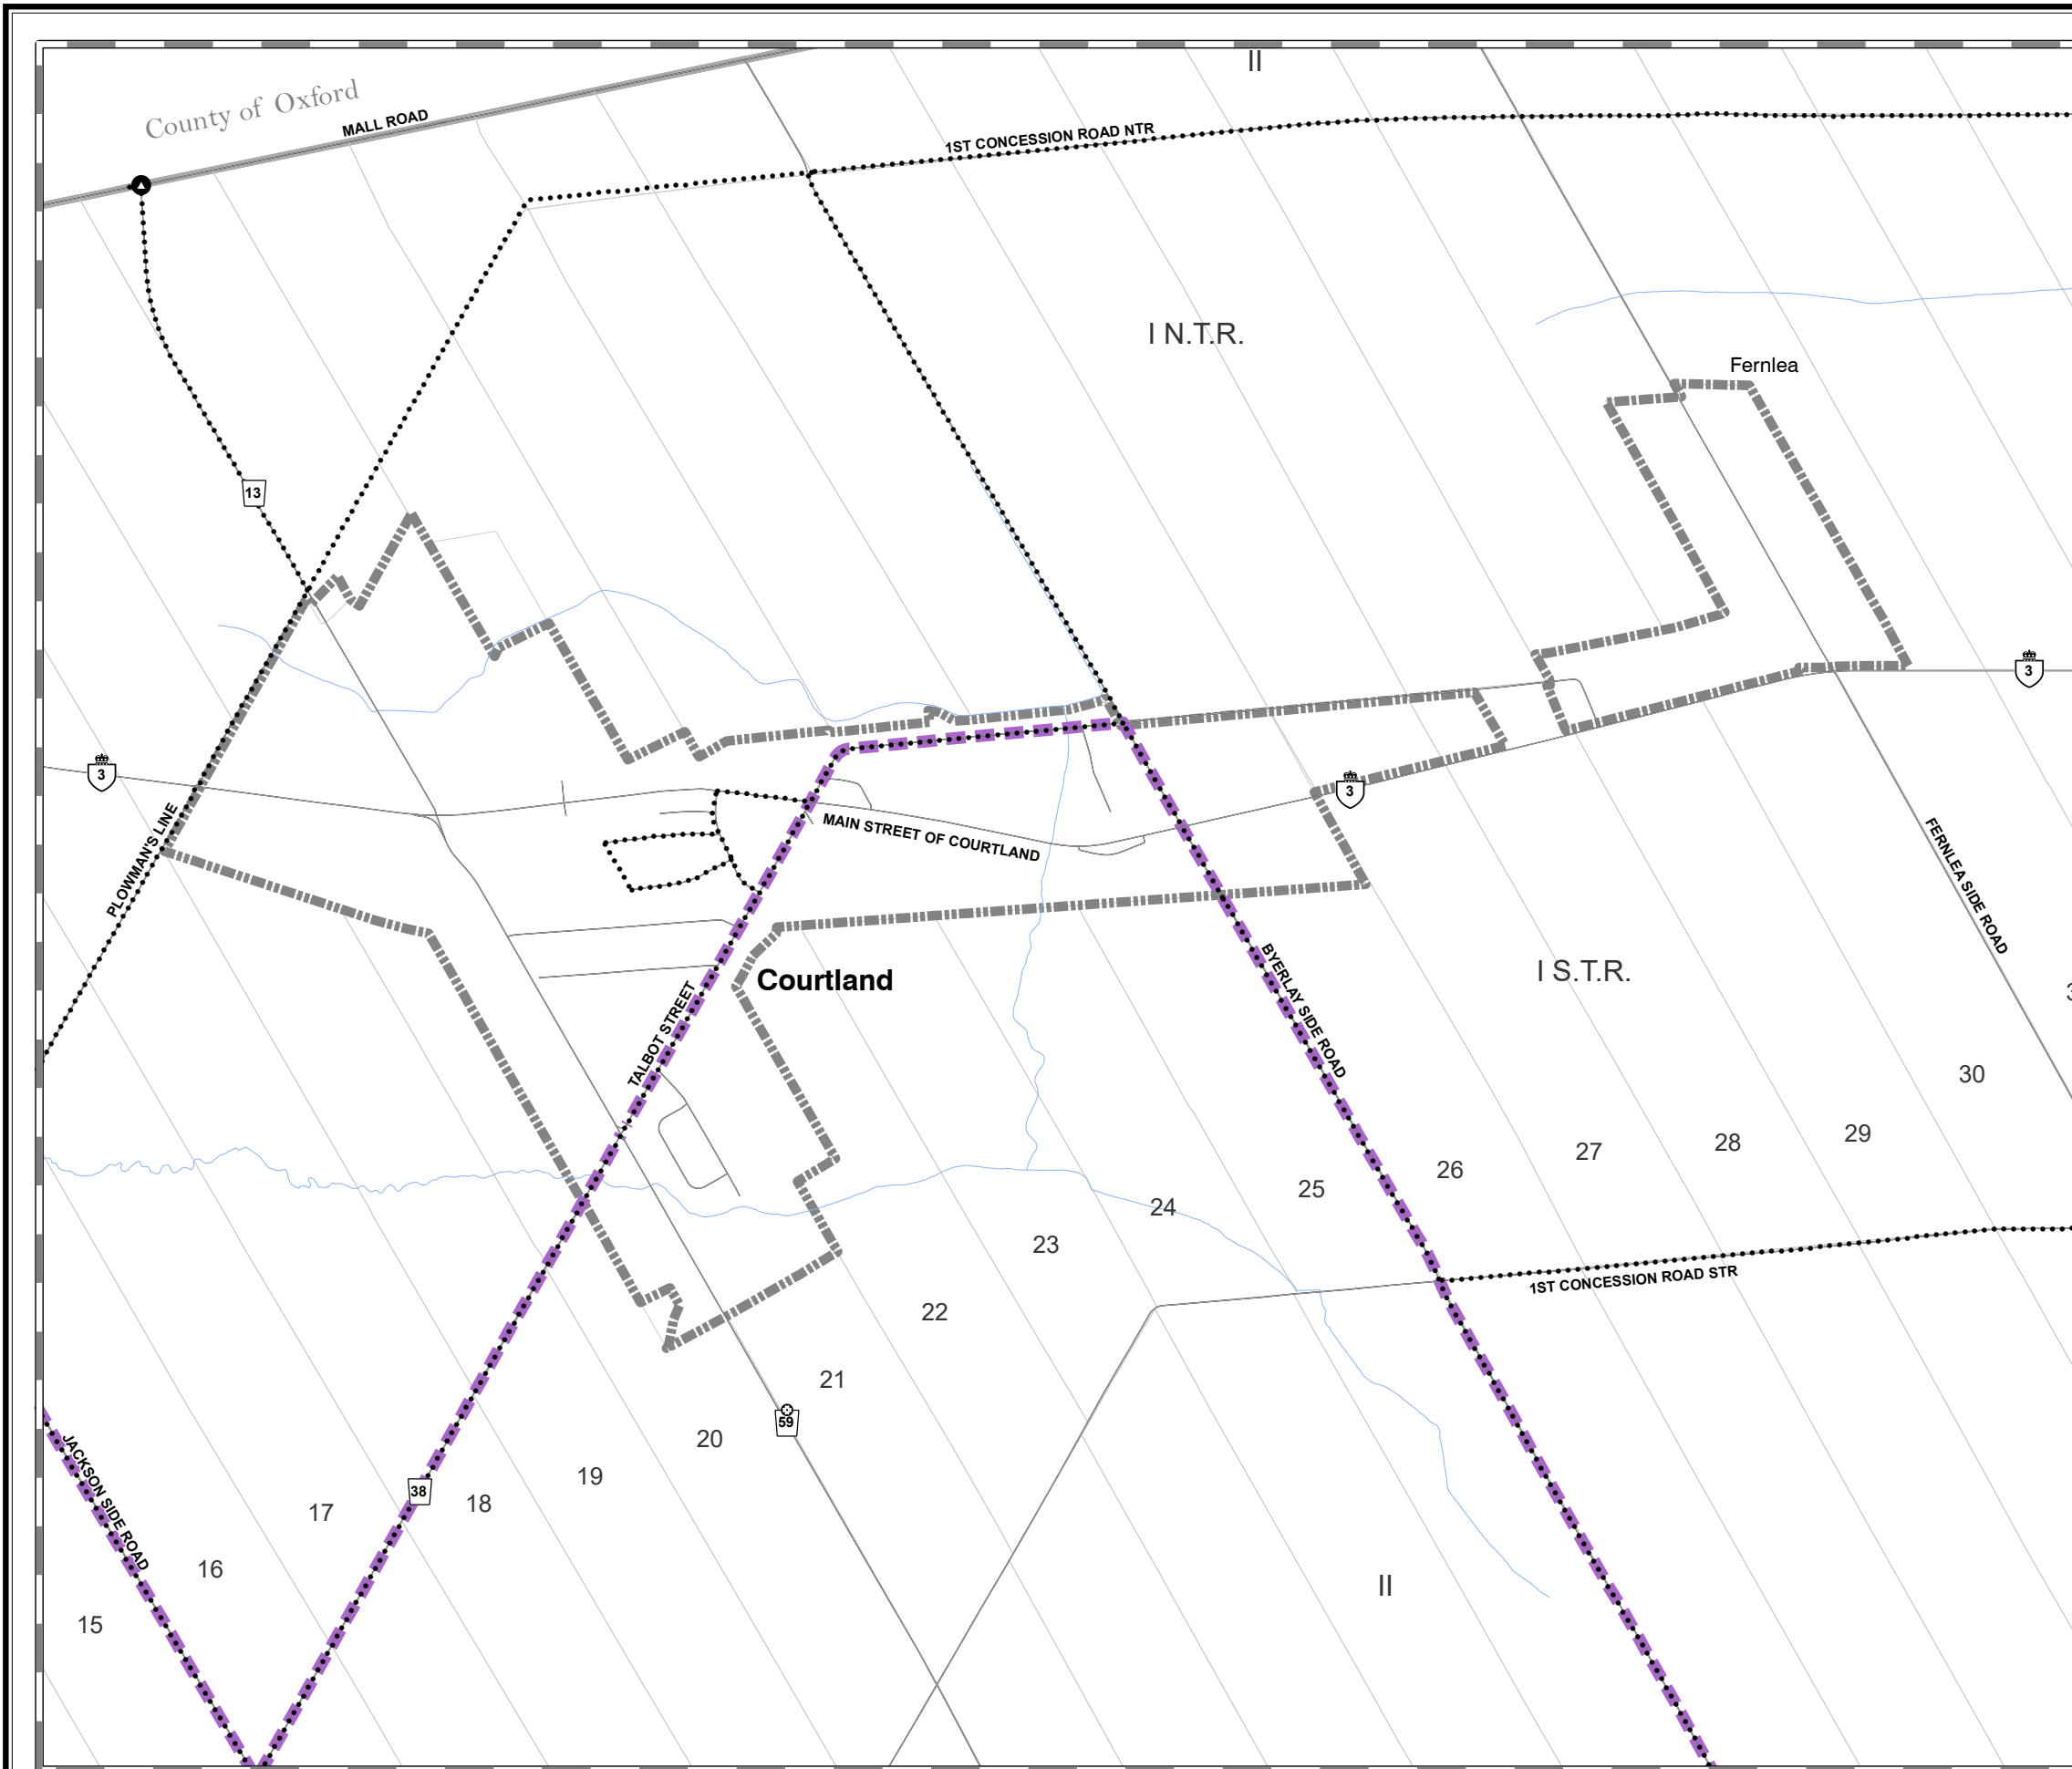 II
County of Oxford
MALL ROAD
1ST CONCESSION ROAD NTR
I N.T.R.
Fernlea
13
3
3
3
PLOWMAN'S LINE
MAIN STREET OF COURTLAND
FERNLEA SIDE ROAD
Courtland
TALBOT STREET
BYERLAY SIDE ROAD
I S.T.R.
30
29
28
27
26
25
24
23
22
21
20
19
18
17
16
15
1ST CONCESSION ROAD STR
59
38
JACKSON SIDE ROAD
II